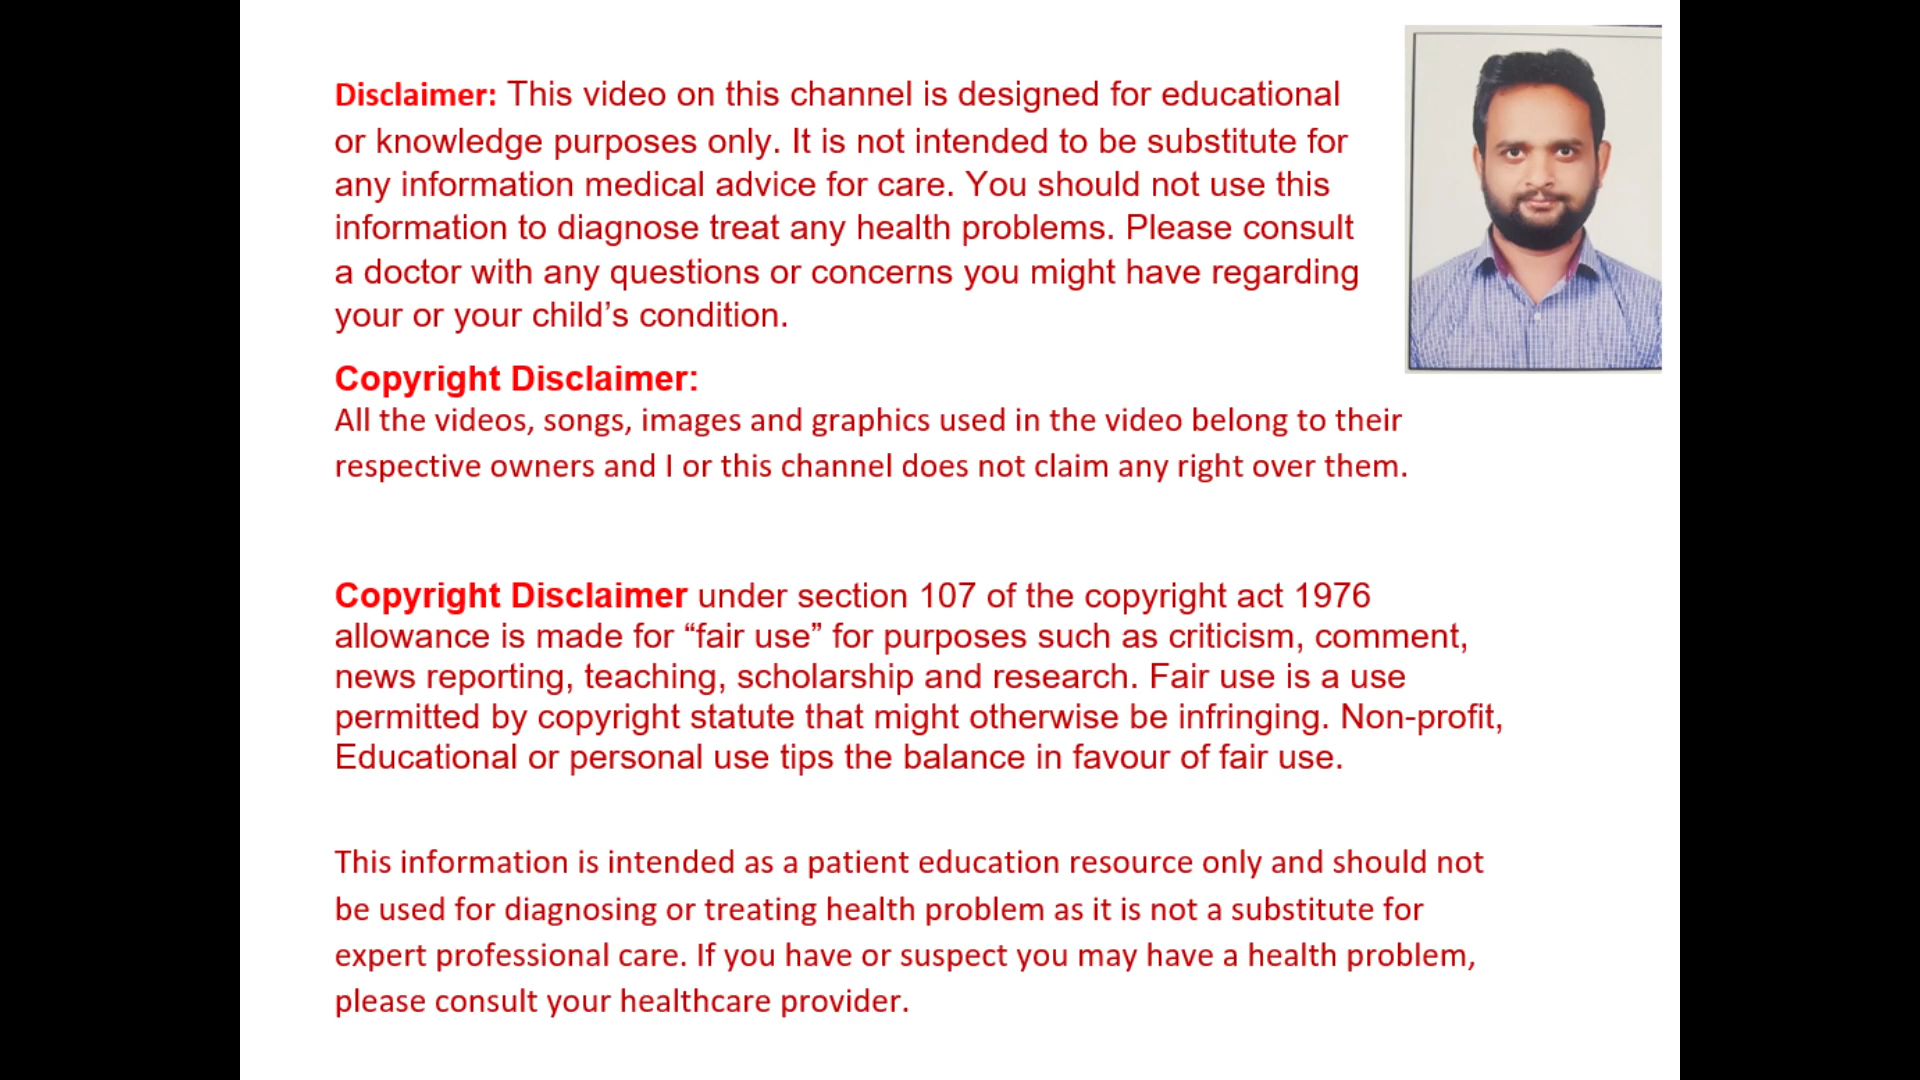 Disclaimer: This video on this channel is designed for educational
or knowledge purposes only. It is not intended to be substitute for
any information medical advice for care. You should not use this
information to diagnose treat any health problems. Please consult
a doctor with any questions or concerns you might have regarding
your or your child’s condition.
Copyright Disclaimer:
All the videos, songs, images and graphics used in the video belong to their
respective owners and I or this channel does not claim any right over them.
Copyright Disclaimer under section 107 of the copyright act 1976
allowance is made for “fair use” for purposes such as criticism, comment,
news reporting, teaching, scholarship and research. Fair use is a use
permitted by copyright statute that might otherwise be infringing. Non-profit,
Educational or personal use tips the balance in favour of fair use.
This information is intended as a patient education resource only and should not
be used for diagnosing or treating health problem as it is not a substitute for
expert professional care. If you have or suspect you may have a health problem,
please consult your healthcare provider.